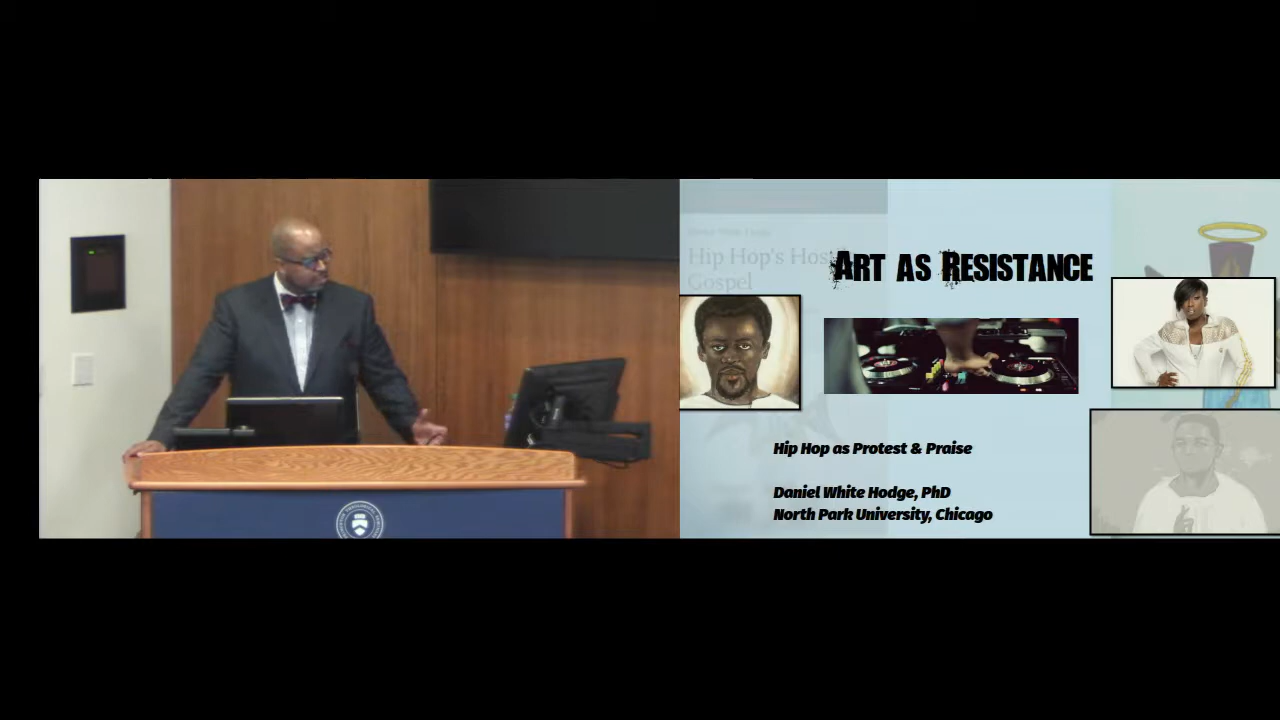 Hip Hop's Host
Gospel
ART AS RESISTANCE
Hip Hop as Protest & Praise
Daniel White Hodge, PhD
North Park University, Chicago